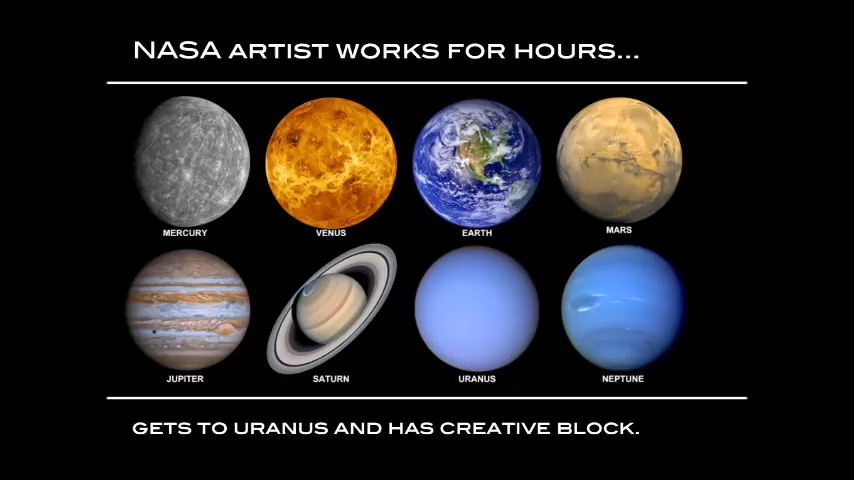 NASA ARTIST WORKS FOR HOURS...
MERCURY
VENUS
EARTH
MARS
JUPITER
SATURN
URANUS
NEPTUNE
GETS TO URANUS AND HAS CREATIVE BLOCK.